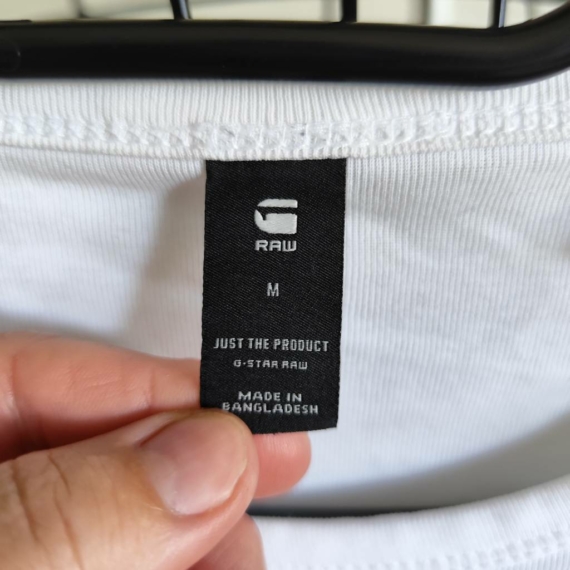 RAW
M
JUST THE PRODUCT
G-STAR RAW
MADE IN
BANGLADESH